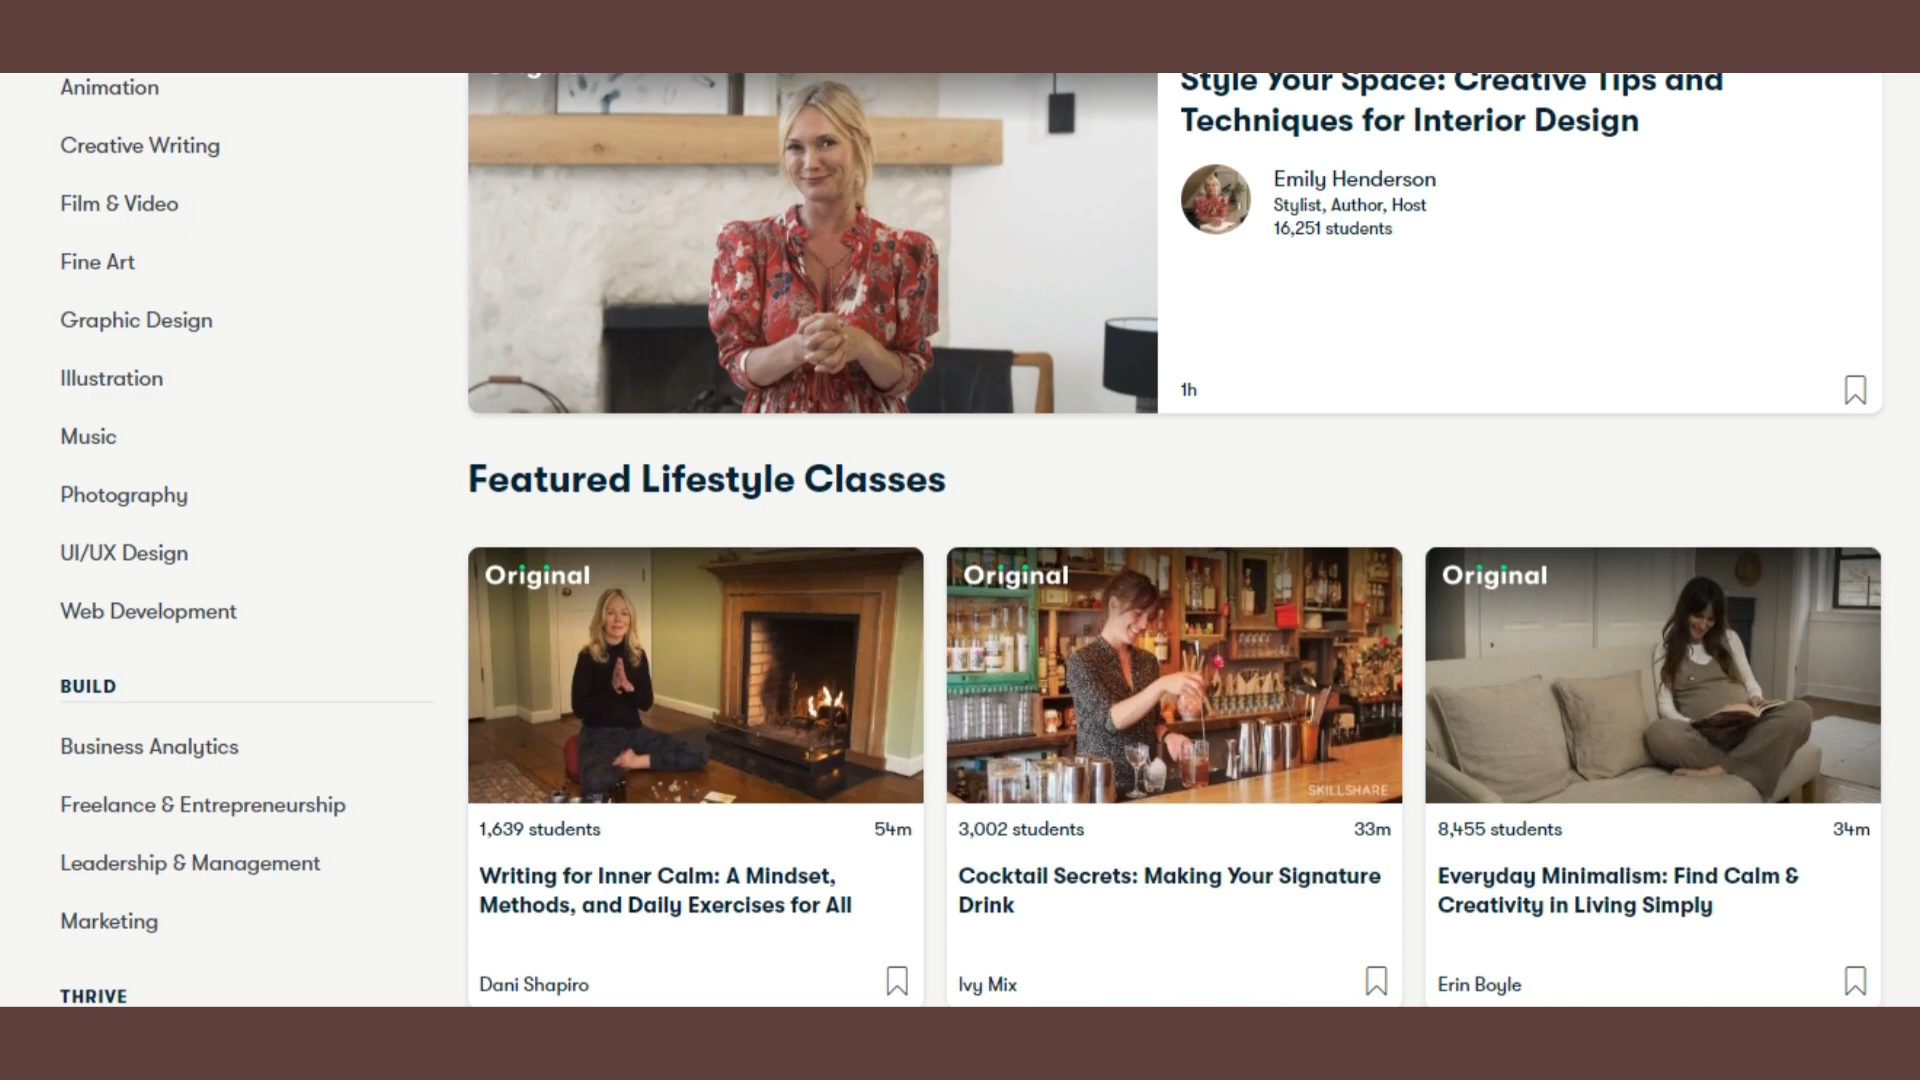 Animation
Creative Writing
Film & Video
Fine Art
Graphic Design
Illustration
Music
Photography
UI/UX Design
Web Development
BUILD
Business Analytics
Freelance & Entrepreneurship
Leadership & Management
Marketing
THRIVE
Style Your Space: Creative Tips and
Techniques for Interior Design
Emily Henderson
Stylist, Author, Host
16,251 students
1h
Featured Lifestyle Classes
Original
1,639 students 54m
Writing for Inner Calm: A Mindset,
Methods, and Daily Exercises for All
Dani Shapiro
Original
SKILLSHARE
3,002 students 33m
Cocktail Secrets: Making Your Signature
Drink
Ivy Mix
Original
8,455 students 34m
Everyday Minimalism: Find Calm &
Creativity in Living Simply
Erin Boyle